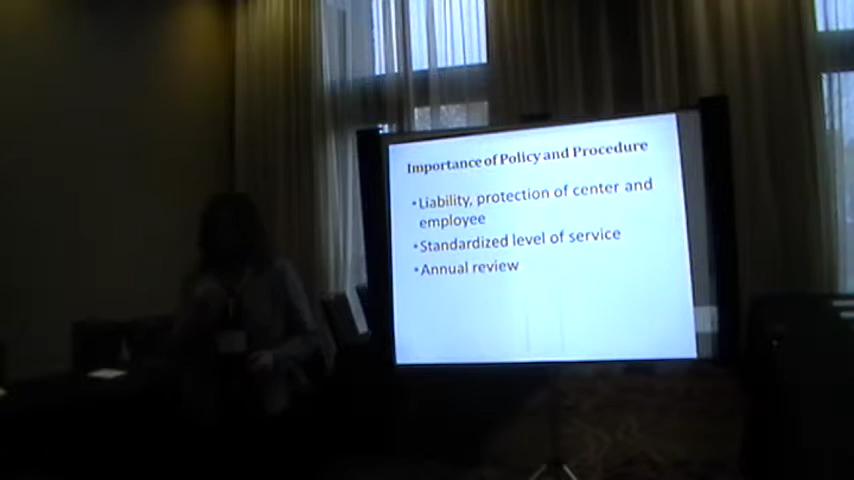 Importance of Policy and Procedure
•Liability, protection of center and
employee
•Standardized level of service
•Annual review